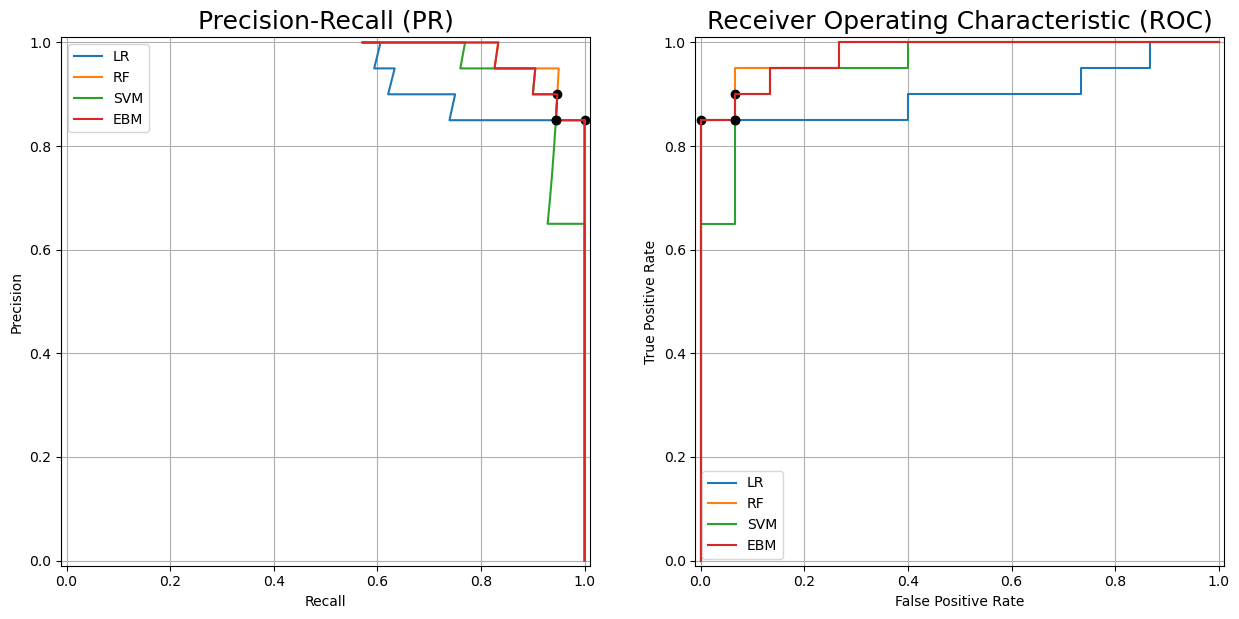 Precision-Recall (PR)
1.0
0.8
0.6
0.4
0.2
0.0
Precision
LR
RF
SVM
EBM
0.0 0.2 0.4 0.6 0.8 1.0
Recall
Receiver Operating Characteristic (ROC)
1.0
0.8
0.6
0.4
0.2
0.0
True Positive Rate
LR
RF
SVM
EBM
0.0 0.2 0.4 0.6 0.8 1.0
False Positive Rate